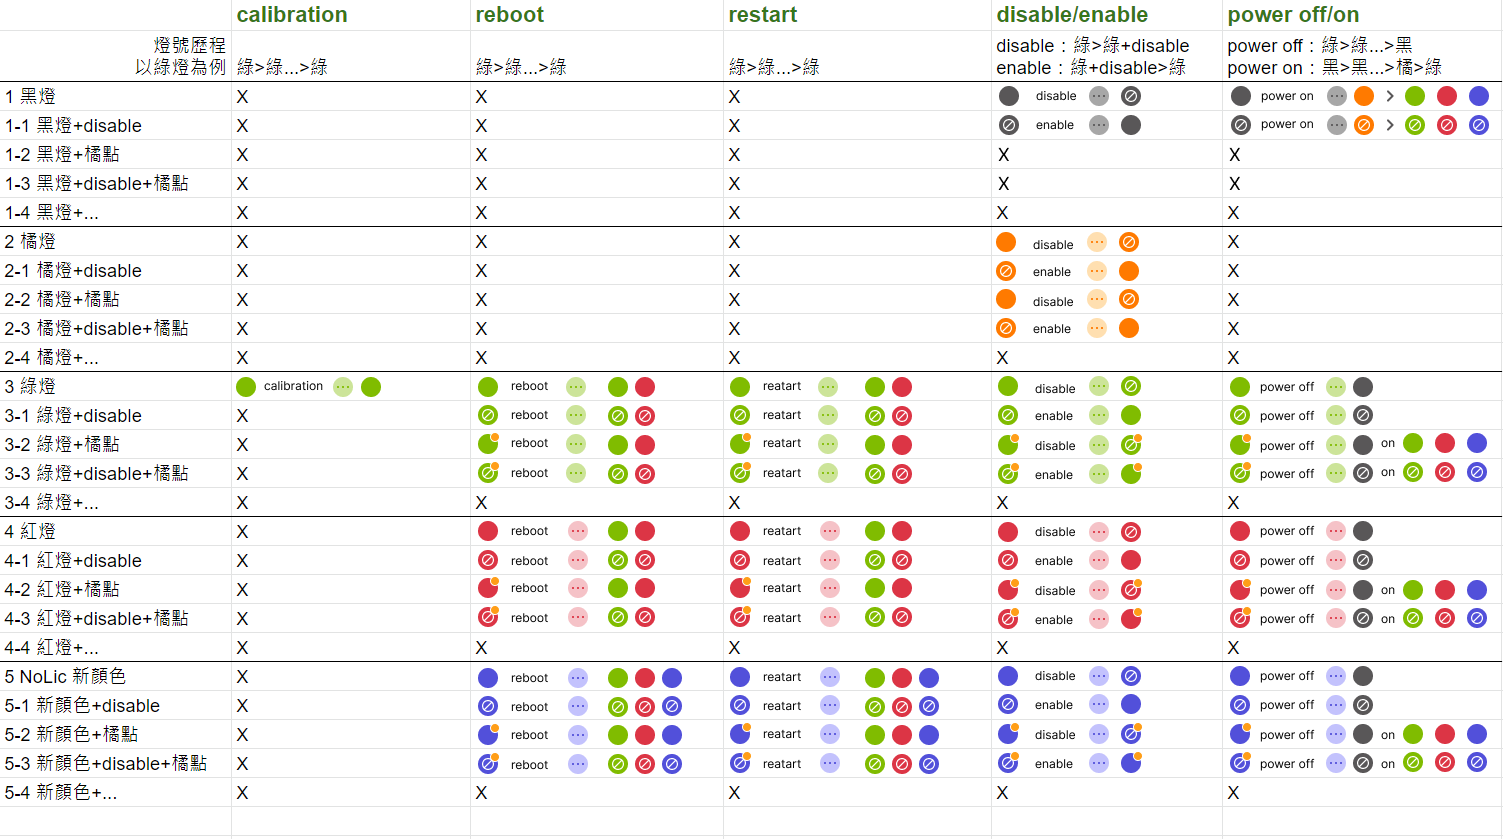 calibration reboot restart disable/enable power off/on
燈號歷程 disable：綠>綠+disable power off：綠>綠...>黑
以綠燈為例 綠>綠...>綠 綠>綠...>綠 綠>綠...>綠 enable：綠+disable>綠 power on：黑>黑...>橘>綠
1 黑燈 X X X disable ... power on ... >
1-1 黑燈+disable X X X enable ... power on ... >
1-2 黑燈+橘點 X X X X X
1-3 黑燈+disable+橘點 X X X X X
1-4 黑燈+... X X X X X
2 橘燈 X X X disable ... X
2-1 橘燈+disable X X X enable ... X
2-2 橘燈+橘點 X X X disable ... X
2-3 橘燈+disable+橘點 X X X enable ... X
2-4 橘燈+... X X X X X
3 綠燈 calibration ... reboot ... reatart ... disable ... power off ...
3-1 綠燈+disable X reboot ... reatart ... enable ... power off ...
3-2 綠燈+橘點 X reboot ... reatart ... disable ... power off ... on
3-3 綠燈+disable+橘點 X reboot ... reatart ... enable ... power off ... on
3-4 綠燈+... X X X X X
4 紅燈 X reboot ... reatart ... disable ... power off ...
4-1 紅燈+disable X reboot ... reatart ... enable ... power off ...
4-2 紅燈+橘點 X reboot ... reatart ... disable ... power off ... on
4-3 紅燈+disable+橘點 X reboot ... reatart ... enable ... power off ... on
4-4 紅燈+... X X X X X
5 NoLic 新顏色 X reboot ... reatart ... disable ... power off ...
5-1 新顏色+disable X reboot ... reatart ... enable ... power off ...
5-2 新顏色+橘點 X reboot ... reatart ... disable ... power off ... on
5-3 新顏色+disable+橘點 X reboot ... reatart ... enable ... power off ... on
5-4 新顏色+... X X X X X